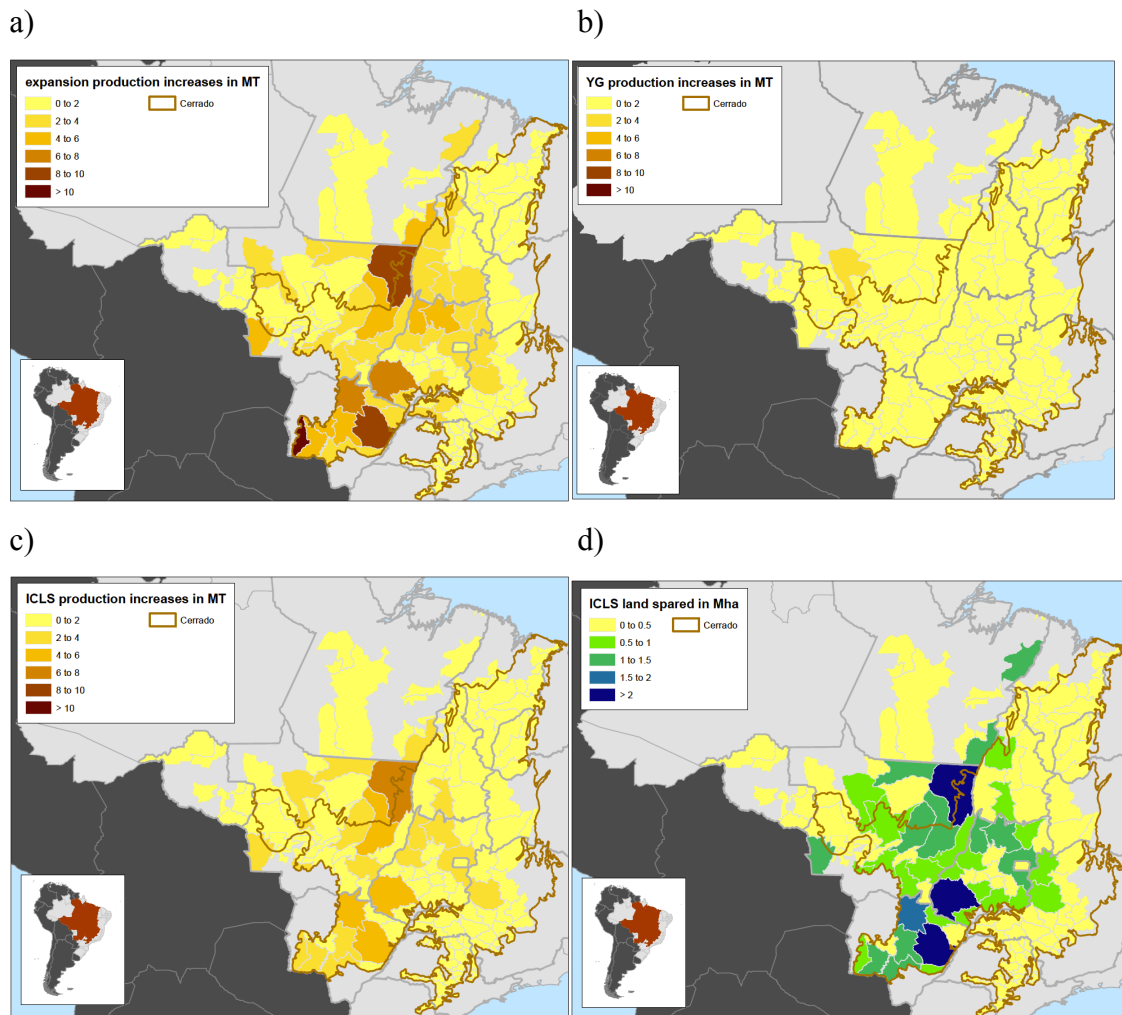 a)
expansion production increases in MT
0 to 2
Cerrado
2 to 4
4 to 6
6 to 8
8 to 10
> 10
b)
YG production increases in MT
0 to 2
Cerrado
2 to 4
4 to 6
6 to 8
8 to 10
> 10
c)
ICLS production increases in MT
0 to 2
Cerrado
2 to 4
4 to 6
6 to 8
8 to 10
> 10
d)
ICLS land spared in Mha
0 to 0.5
Cerrado
0.5 to 1
1 to 1.5
1.5 to 2
> 2